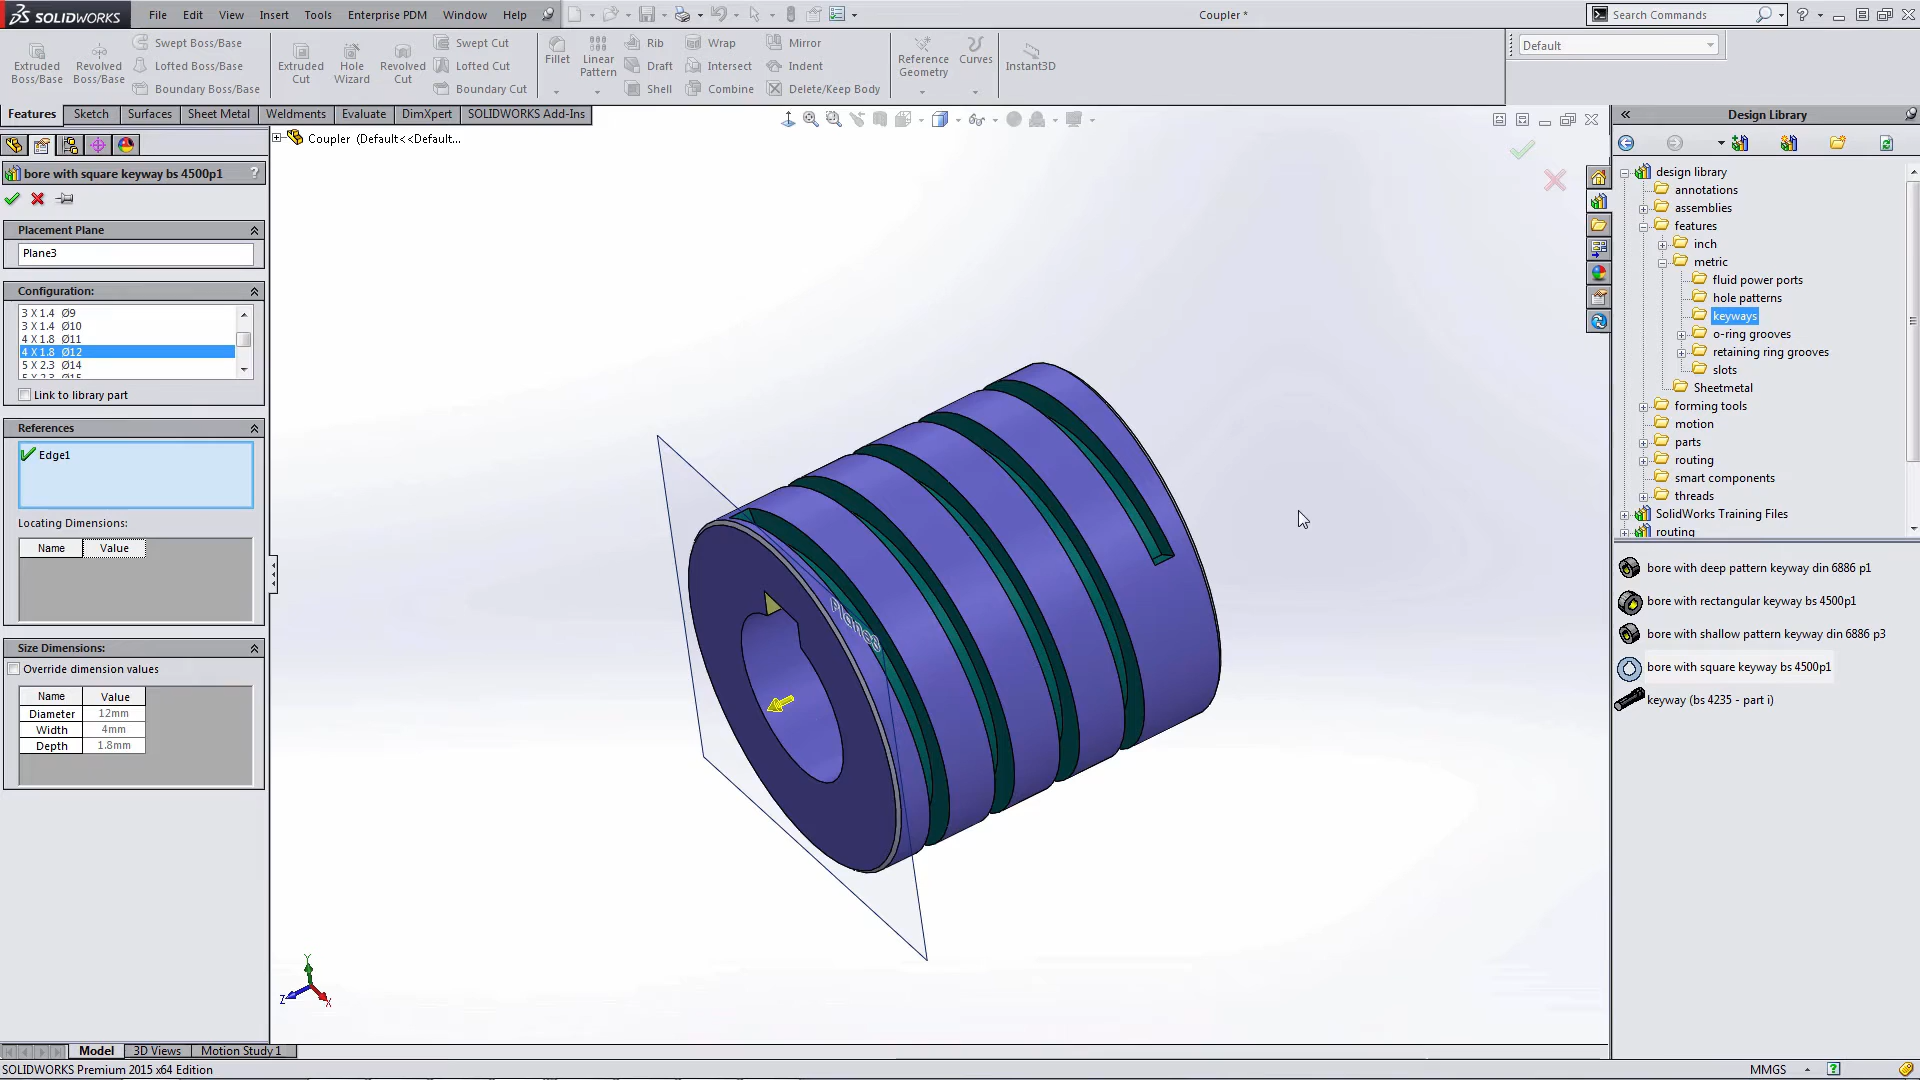 SOLIDWORKS File Edit View Insert Tools Enterprise PDM Window Help Coupler * Search Commands
Extruded Boss/Base
Revolved Boss/Base
Swept Boss/Base
Lofted Boss/Base
Boundary Boss/Base
Extruded Cut
Hole Wizard
Revolved Cut
Swept Cut
Lofted Cut
Boundary Cut
Fillet
Linear Pattern
Rib
Draft
Shell
Wrap
Intersect
Combine
Mirror
Indent
Delete/Keep Body
Reference Geometry
Curves
Instant3D
Default
Features Sketch Surfaces Sheet Metal Weldments Evaluate DimXpert SOLIDWORKS Add-Ins
Coupler (Default<<Default...
bore with square keyway bs 4500p1 ?
Placement Plane
Plane3
Configuration:
3 X 1.4 Ø9
3 X 1.4 Ø10
4 X 1.8 Ø11
4 X 1.8 Ø12
5 X 2.3 Ø14
5 X 2.3 Ø15
Link to library part
References
Edge1
Locating Dimensions:
Name Value
Size Dimensions:
Override dimension values
Name Value
Diameter 12mm
Width 4mm
Depth 1.8mm
Plane3
Y
Z
X
Design Library
design library
annotations
assemblies
features
inch
metric
fluid power ports
hole patterns
keyways
o-ring grooves
retaining ring grooves
slots
Sheetmetal
forming tools
motion
parts
routing
smart components
threads
SolidWorks Training Files
routing
bore with deep pattern keyway din 6886 p1
bore with rectangular keyway bs 4500p1
bore with shallow pattern keyway din 6886 p3
bore with square keyway bs 4500p1
keyway (bs 4235 - part i)
Model 3D Views Motion Study 1
SOLIDWORKS Premium 2015 x64 Edition MMGS